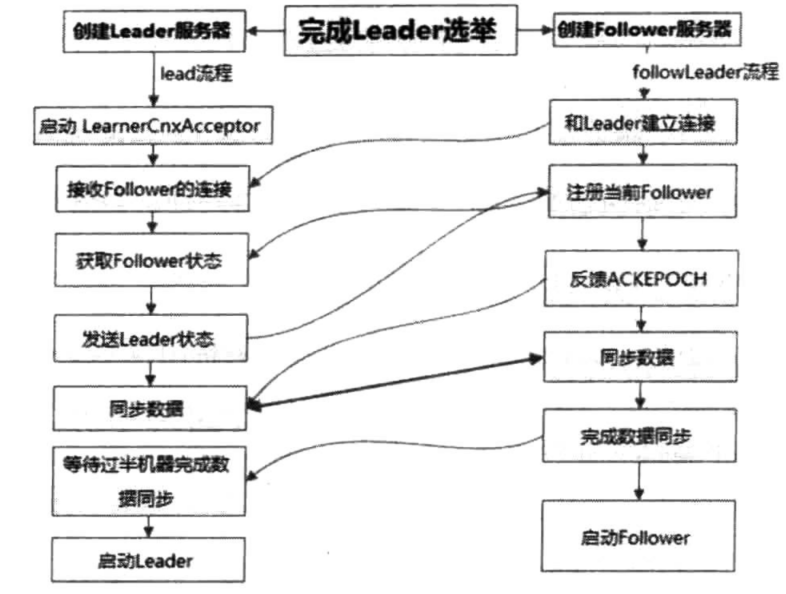 完成Leader选举
创建Leader服务器
lead流程
启动 LearnerCnxAcceptor
接收Follower的连接
获取Follower状态
发送Leader状态
同步数据
等待过半机器完成数
据同步
启动Leader
创建Follower服务器
followLeader流程
和Leader建立连接
注册当前Follower
反馈ACKEPOCH
同步数据
完成数据同步
启动Follower